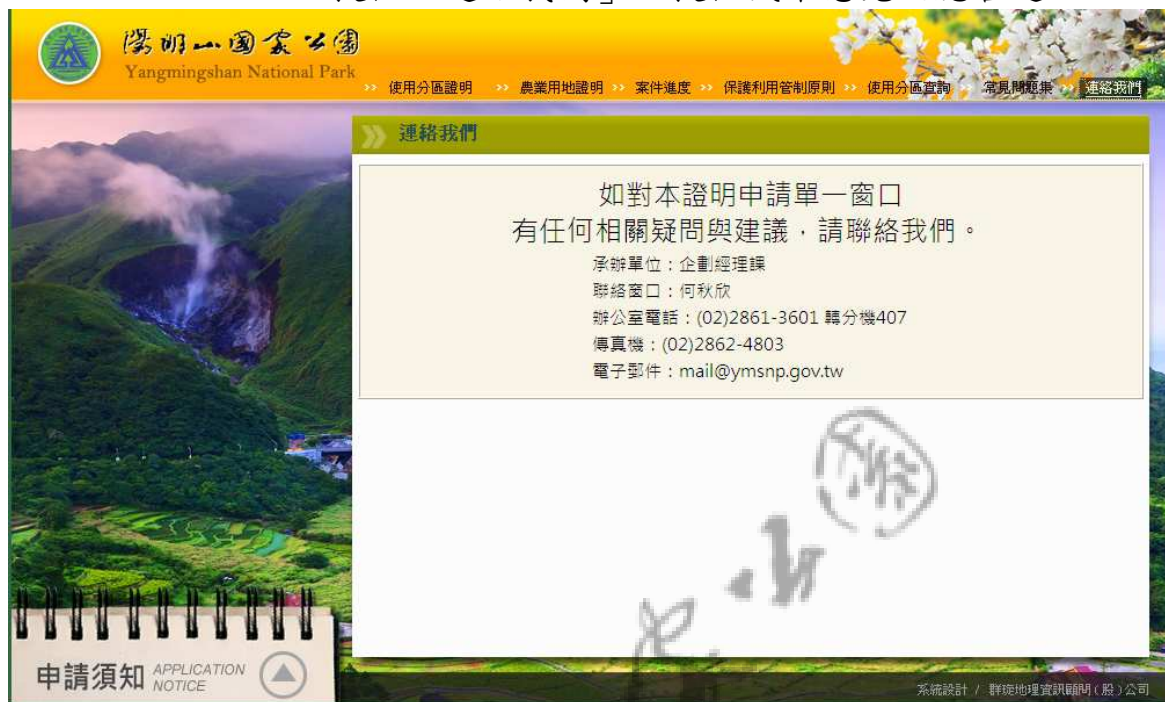 陽明山國家公園
Yangmingshan National Park
>> 使用分區證明 >> 農業用地證明 >> 案件進度 >> 保護利用管制原則 >> 使用分區查詢 >> 常見問題集 >> 連絡我們
連絡我們
如對本證明申請單一窗口
有任何相關疑問與建議，請聯絡我們。
承辦單位：企劃經理課
聯絡窗口：何秋欣
辦公室電話：(02)2861-3601 轉分機407
傳真機：(02)2862-4803
電子郵件：mail@ymsnp.gov.tw
申請須知 APPLICATION NOTICE
系統設計 / 群琁地理資訊顧問(股)公司